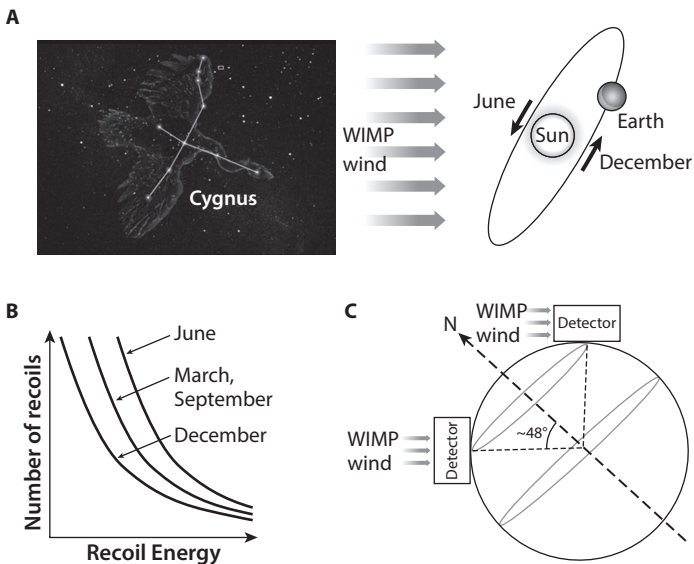 A
Cygnus
WIMP
wind
June
Sun
Earth
December
B
Number of recoils
June
March,
September
December
Recoil Energy
C
N
WIMP
wind
Detector
WIMP
wind
Detector
~48°